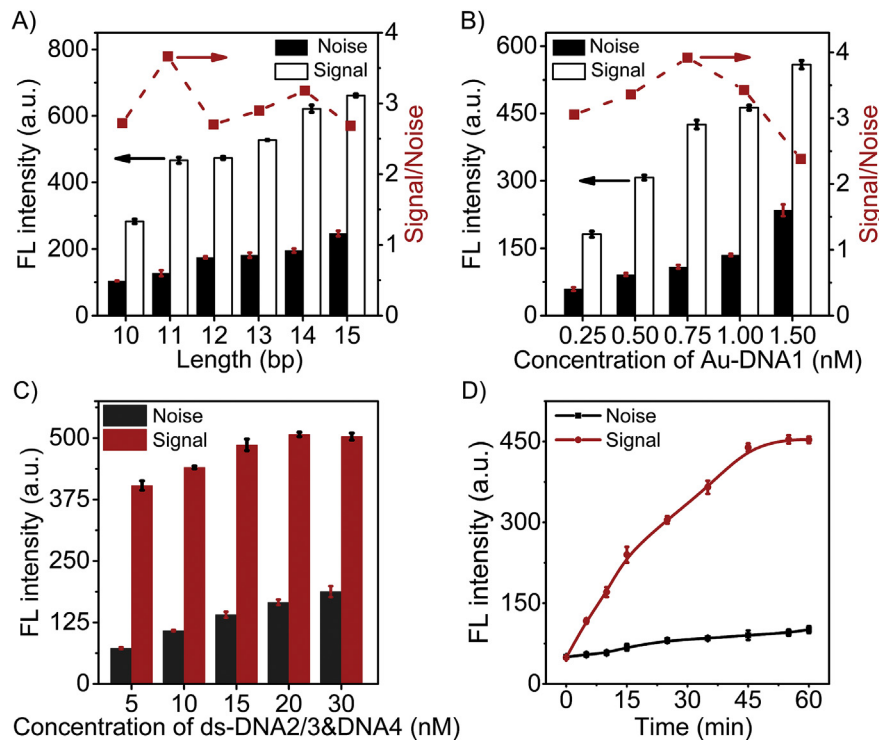 A)
Noise
Signal
800
600
400
200
0
4
3
2
1
0
FL intensity (a.u.)
Signal/Noise
10 11 12 13 14 15
Length (bp)
B)
Noise
Signal
600
450
300
150
0
4
3
2
1
0
FL intensity (a.u.)
Signal/Noise
0.25 0.50 0.75 1.00 1.50
Concentration of Au-DNA1 (nM)
C)
Noise
Signal
500
375
250
125
0
FL intensity (a.u.)
5 10 15 20 30
Concentration of ds-DNA2/3&DNA4 (nM)
D)
Noise
Signal
450
300
150
0
FL intensity (a.u.)
0 15 30 45 60
Time (min)